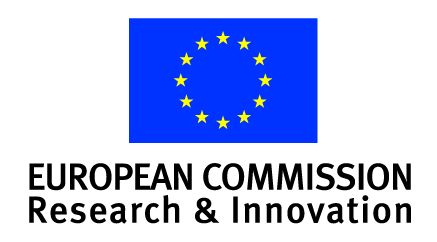 EUROPEAN COMMISSION
Research & Innovation